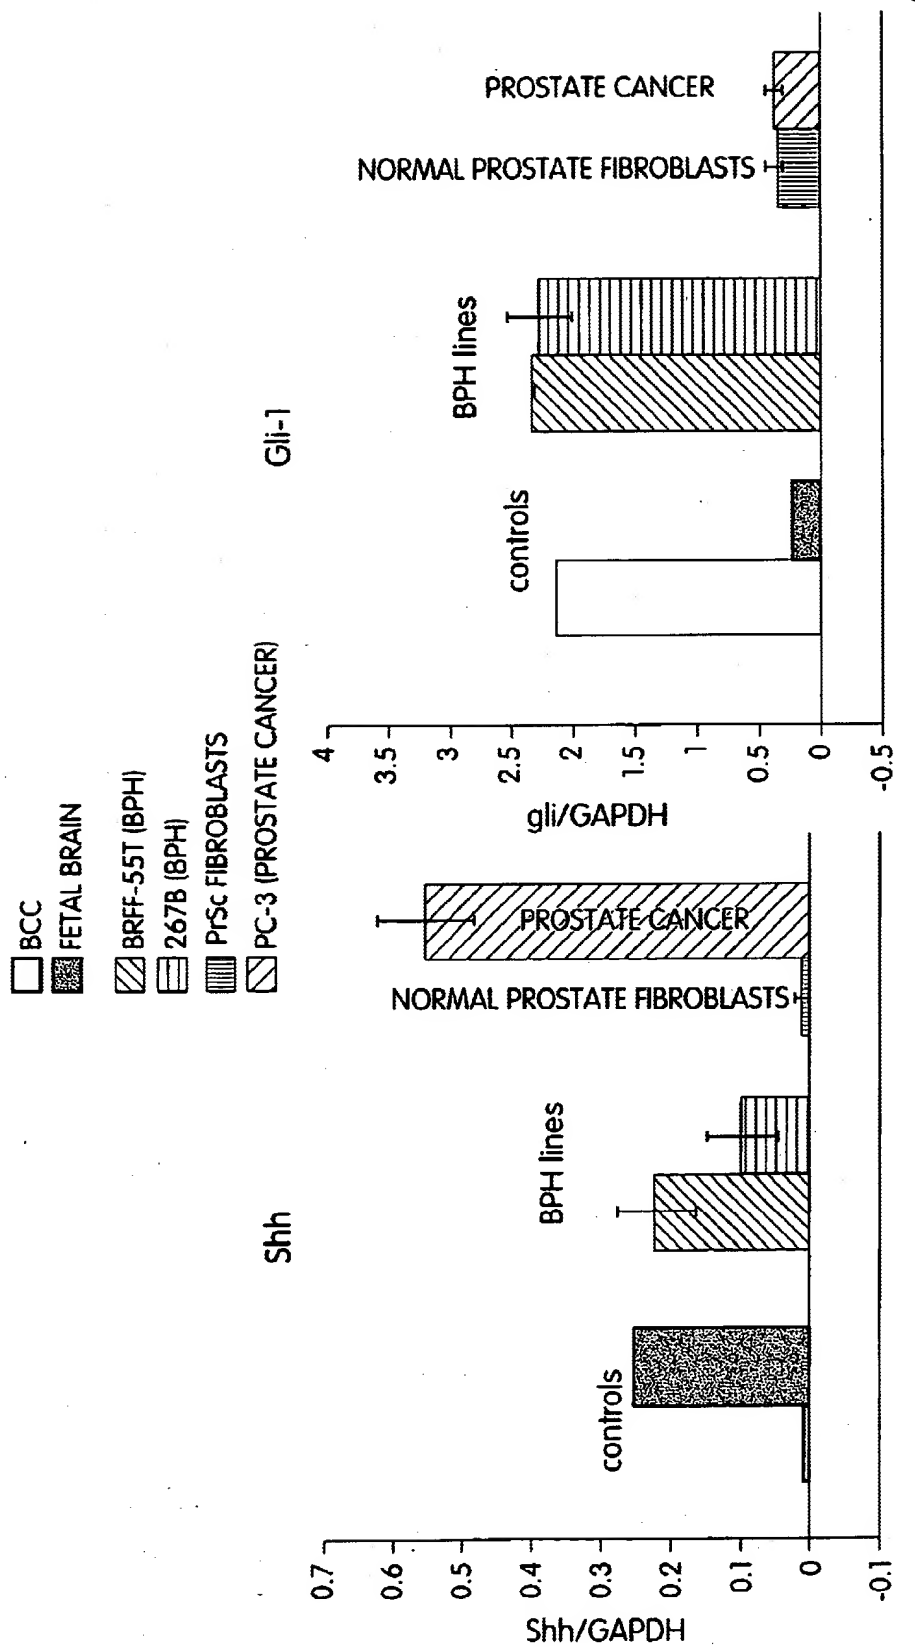 BCC
FETAL BRAIN
BRFF-55T (BPH)
267B (BPH)
PrSc FIBROBLASTS
PC-3 (PROSTATE CANCER)
Shh
0.7
0.6
0.5
0.4
0.3
0.2
0.1
0
-0.1
Shh/GAPDH
controls
BPH lines
NORMAL PROSTATE FIBROBLASTS
PROSTATE CANCER
Gli-1
4
3.5
3
2.5
2
1.5
1
0.5
0
-0.5
gli/GAPDH
controls
BPH lines
NORMAL PROSTATE FIBROBLASTS
PROSTATE CANCER